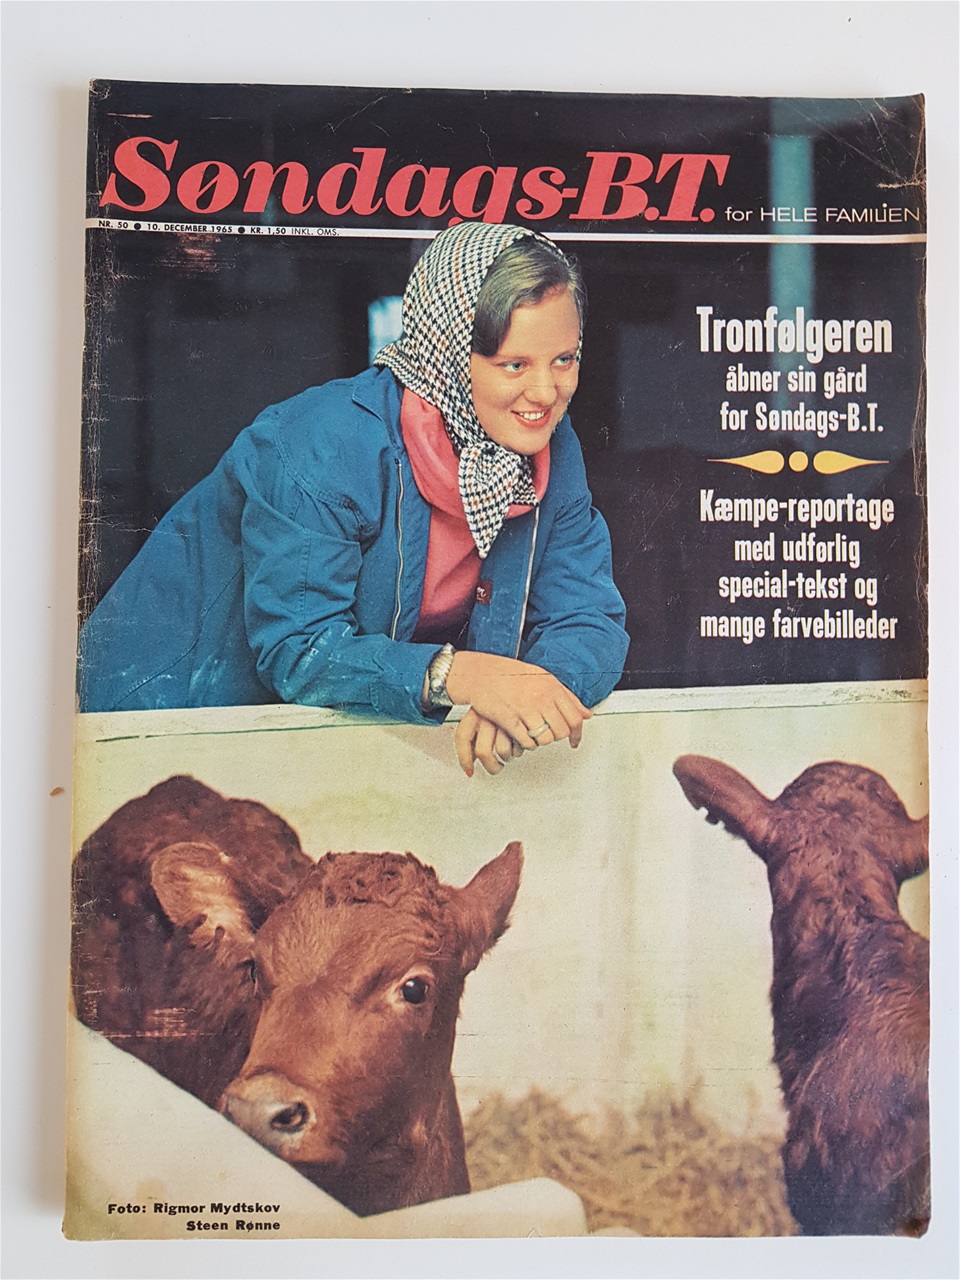 Søndags-B.T. for HELE FAMILIEN
NR. 50 ● 10. DECEMBER 1965 ● KR. 1,50 INKL. OMS.
Tronfølgeren
åbner sin gård
for Søndags-B.T.
Kæmpe-reportage
med udførlig
special-tekst og
mange farvebilleder
Foto: Rigmor Mydtskov
Steen Rønne